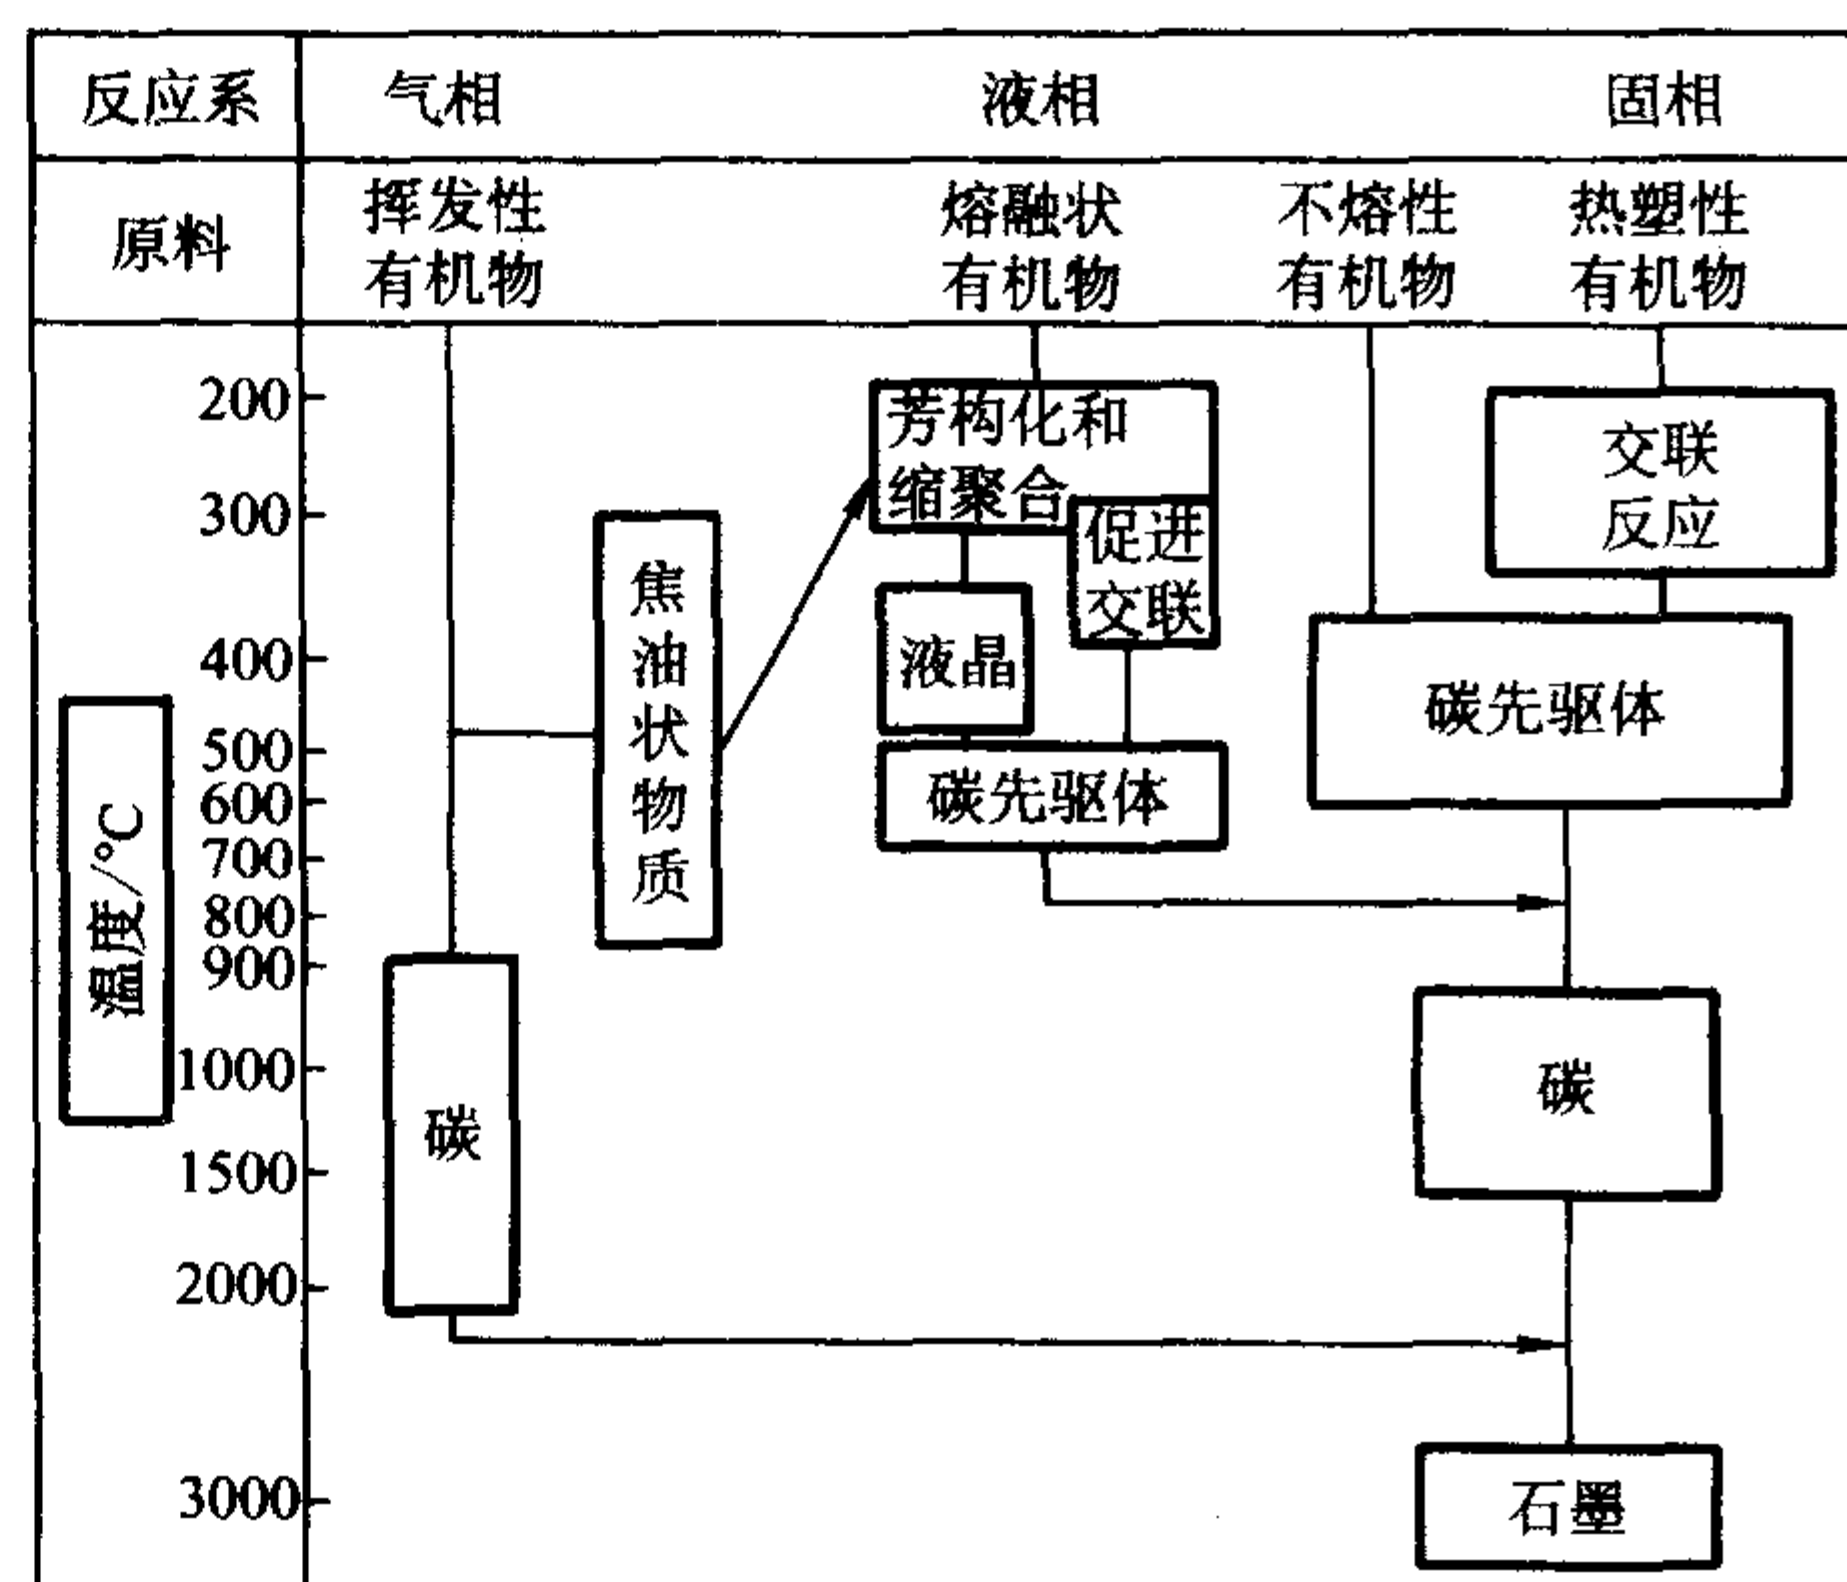 反应系
气相
液相
固相
原料
挥发性
有机物
熔融状
有机物
不熔性
有机物
热塑性
有机物
温度/℃
200
300
400
500
600
700
800
900
1000
1500
2000
3000
焦油状物质
芳构化和
缩聚合
促进
交联
液晶
碳先驱体
交联
反应
碳先驱体
碳
碳
石墨